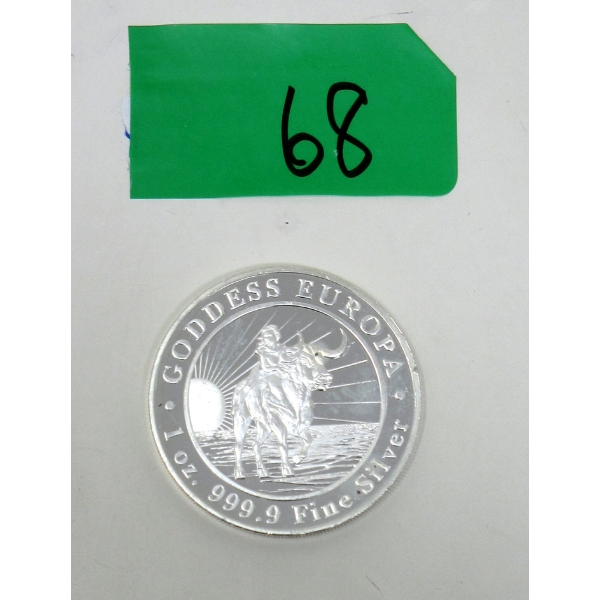 68
GODDESS EUROPA
• 1 oz. 999.9 Fine Silver •